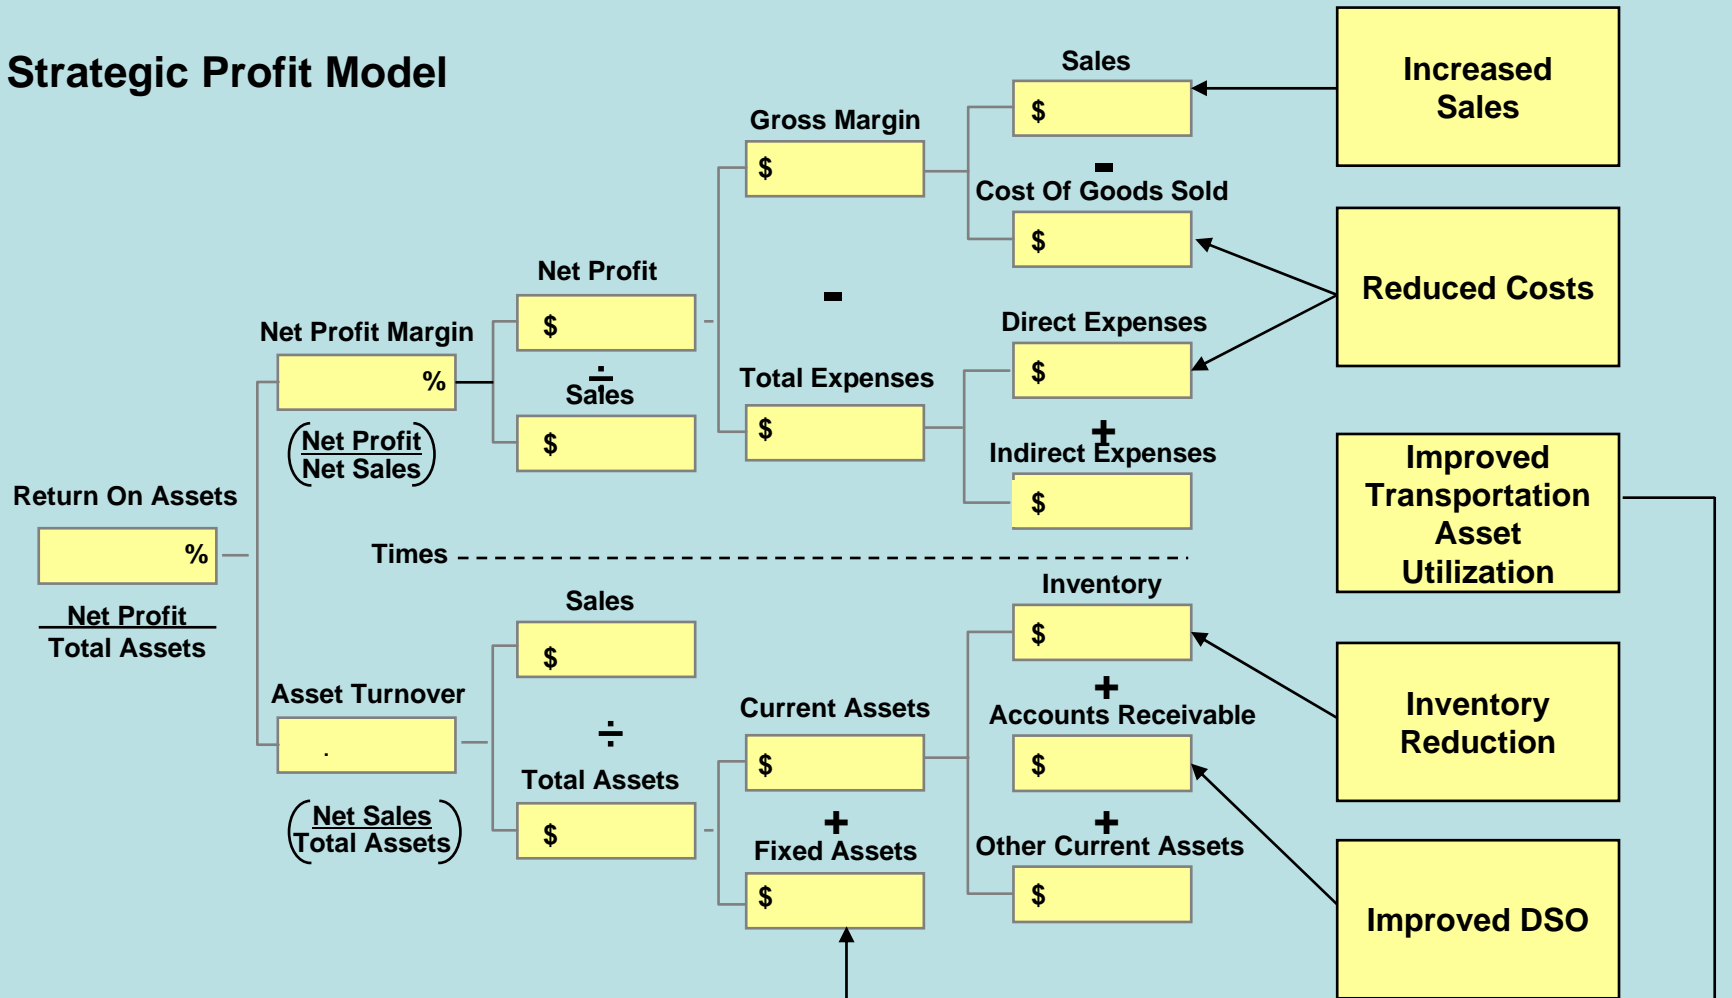 Strategic Profit Model
Sales
$
-
Cost Of Goods Sold
$
Gross Margin
$
-
Total Expenses
$
Direct Expenses
$
+
Indirect Expenses
$
Net Profit
$
÷
Sales
$
Net Profit Margin
%
(Net Profit
Net Sales)
Return On Assets
%
Net Profit
Total Assets
Times
Asset Turnover
.
(Net Sales
Total Assets)
Sales
$
÷
Total Assets
$
Current Assets
$
+
Fixed Assets
$
Inventory
$
+
Accounts Receivable
$
+
Other Current Assets
$
Increased
Sales
Reduced Costs
Improved
Transportation
Asset
Utilization
Inventory
Reduction
Improved DSO